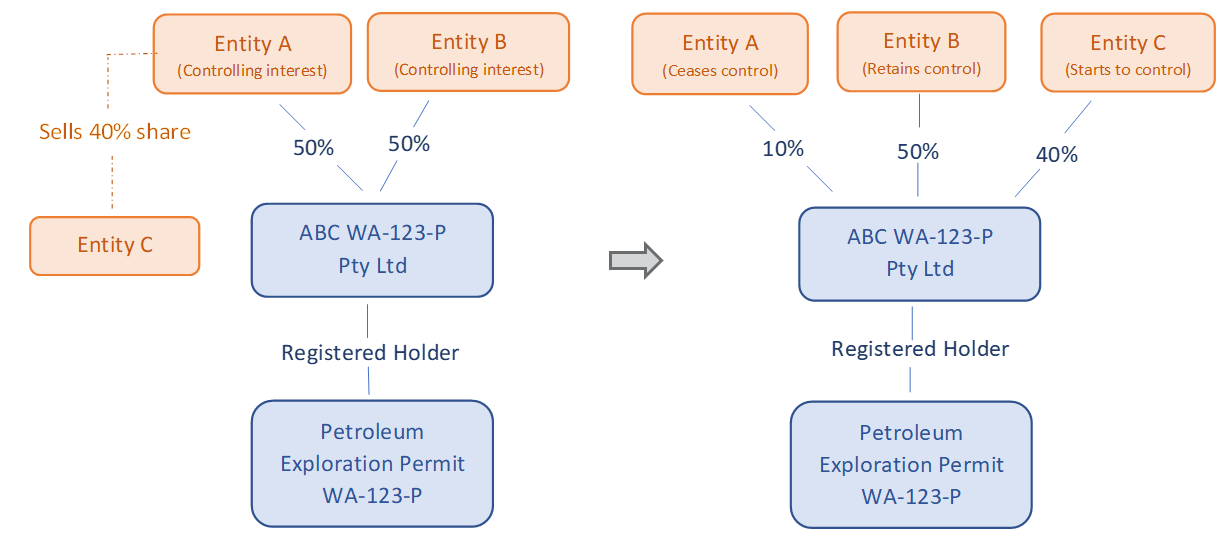 Entity A
(Controlling interest)
Entity B
(Controlling interest)
Sells 40% share
50%
50%
Entity C
ABC WA-123-P
Pty Ltd
Registered Holder
Petroleum
Exploration Permit
WA-123-P
Entity A
(Ceases control)
Entity B
(Retains control)
Entity C
(Starts to control)
10%
50%
40%
ABC WA-123-P
Pty Ltd
Registered Holder
Petroleum
Exploration Permit
WA-123-P